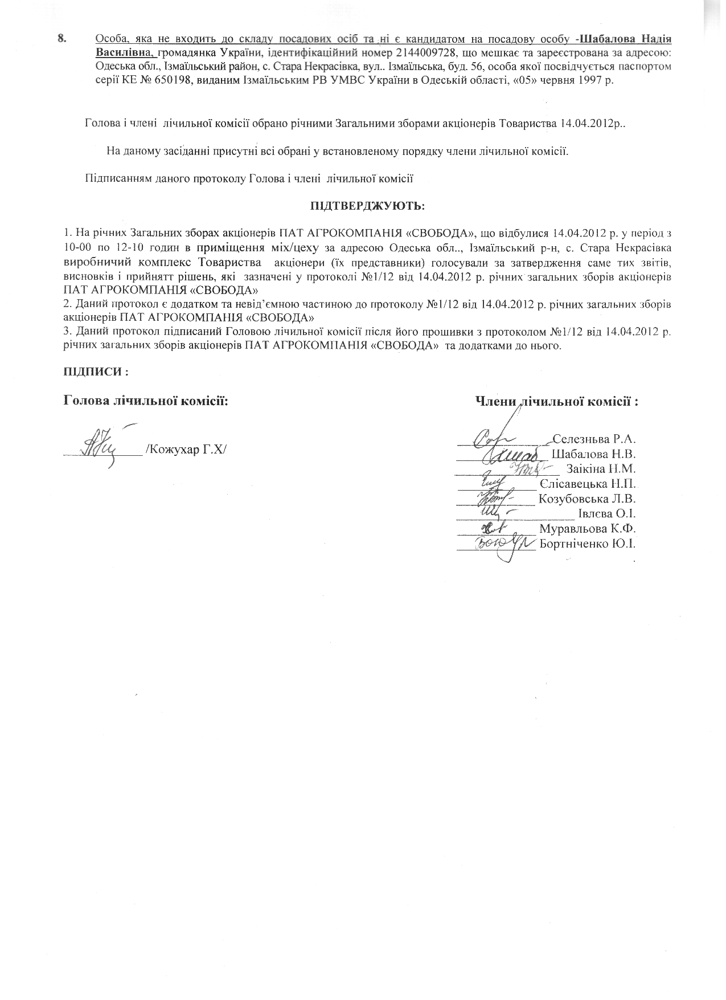 8. Особа, яка не входить до складу посадових осіб та ні є кандидатом на посадову особу -Шабалова Надія
Василівна, громадянка України, ідентифікаційний номер 2144009728, що мешкає та зареєстрована за адресою:
Одеська обл., Ізмаїльський район, с. Стара Некрасівка, вул.. Ізмаїльська, буд. 56, особа якої посвідчується паспортом
серії КЕ № 650198, виданим Ізмаїльським РВ УМВС України в Одеській області, «05» червня 1997 р.
Голова і члені лічильної комісії обрано річними Загальними зборами акціонерів Товариства 14.04.2012р..
На даному засіданні присутні всі обрані у встановленому порядку члени лічильної комісії.
Підписанням даного протоколу Голова і члені лічильної комісії
ПІДТВЕРДЖУЮТЬ:
1. На річних Загальних зборах акціонерів ПАТ АГРОКОМПАНІЯ «СВОБОДА», що відбулися 14.04.2012 р. у період з
10-00 по 12-10 годин в приміщення міх/цеху за адресою Одеська обл.., Ізмаїльський р-н, с. Стара Некрасівка
виробничий комплекс Товариства акціонери (їх представники) голосували за затвердження саме тих звітів,
висновків і прийнятт рішень, які зазначені у протоколі №1/12 від 14.04.2012 р. річних загальних зборів акціонерів
ПАТ АГРОКОМПАНІЯ «СВОБОДА»
2. Даний протокол є додатком та невід’ємною частиною до протоколу №1/12 від 14.04.2012 р. річних загальних зборів
акціонерів ПАТ АГРОКОМПАНІЯ «СВОБОДА»
3. Даний протокол підписаний Головою лічильної комісії після його прошивки з протоколом №1/12 від 14.04.2012 р.
річних загальних зборів акціонерів ПАТ АГРОКОМПАНІЯ «СВОБОДА» та додатками до нього.
ПІДПИСИ :
Голова лічильної комісії: Члени лічильної комісії :
/Кожухар Г.Х/
Селезньва Р.А.
Шабалова Н.В.
Заікіна Н.М.
Єлісавецька Н.П.
Козубовська Л.В.
Івлєва О.І.
Муравльова К.Ф.
Бортніченко Ю.І.